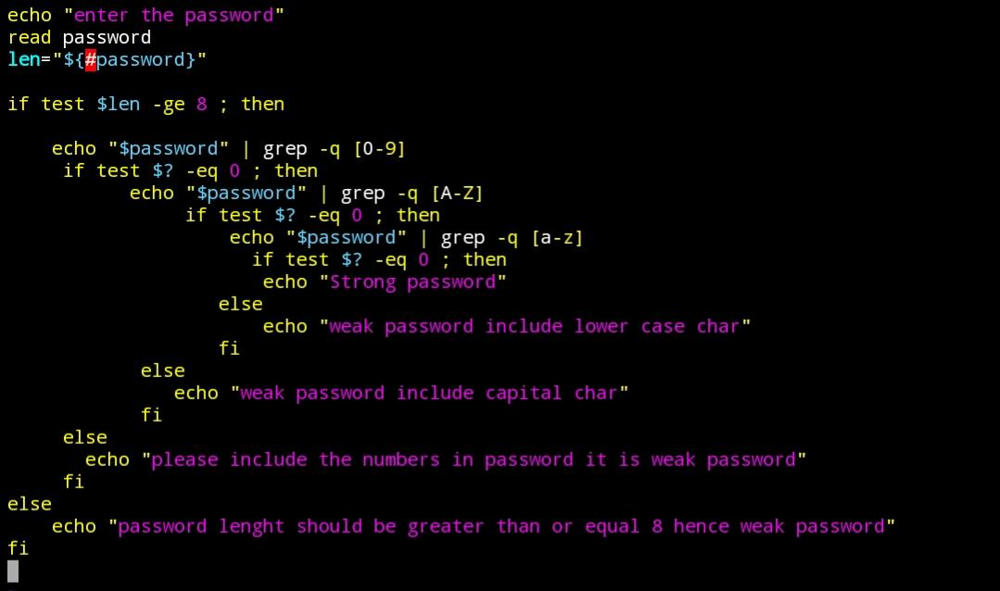 echo "enter the password"
read password
len="${#password}"
if test $len -ge 8 ; then
echo "$password" | grep -q [0-9]
if test $? -eq 0 ; then
echo "$password" | grep -q [A-Z]
if test $? -eq 0 ; then
echo "$password" | grep -q [a-z]
if test $? -eq 0 ; then
echo "Strong password"
else
echo "weak password include lower case char"
fi
else
echo "weak password include capital char"
fi
else
echo "please include the numbers in password it is weak password"
fi
else
echo "password lenght should be greater than or equal 8 hence weak password"
fi